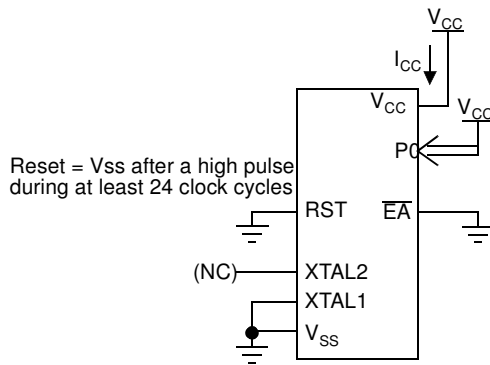 VCC
ICC
VCC
VCC
P0
Reset = Vss after a high pulse
during at least 24 clock cycles
RST
EA
(NC)
XTAL2
XTAL1
VSS